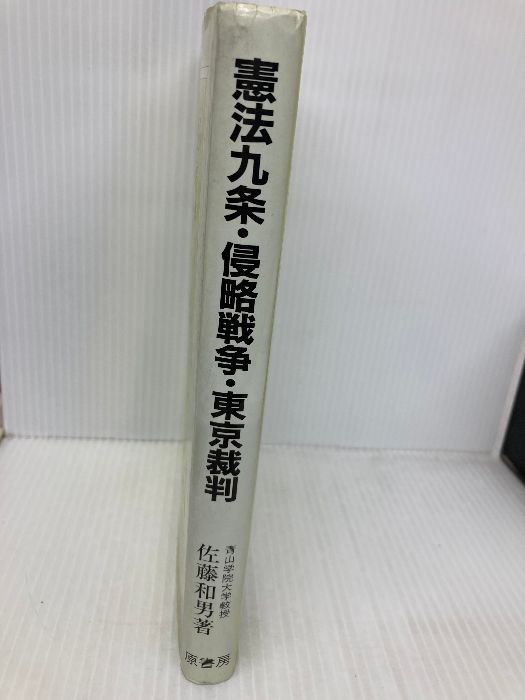 憲法九条・侵略戦争・東京裁判
青山学院大学教授
佐藤和男著
原書房